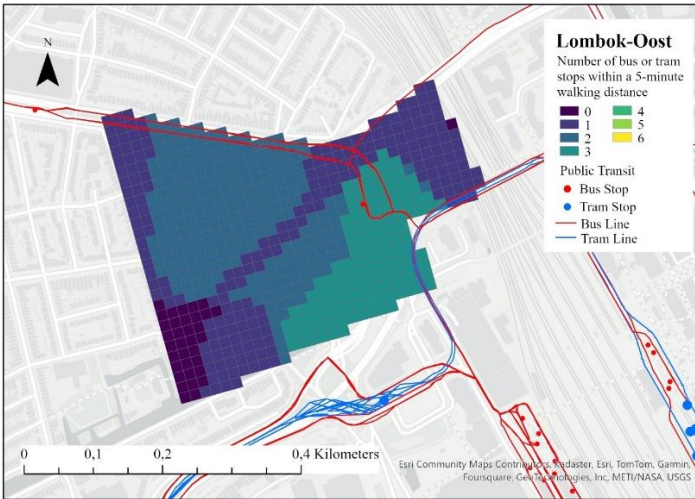 N
Lombok-Oost
Number of bus or tram
stops within a 5-minute
walking distance
0 4
1 5
2 6
3
Public Transit
Bus Stop
Tram Stop
Bus Line
Tram Line
0 0,1 0,2 0,4 Kilometers
Esri Community Maps Contributors, Kadaster, Esri, TomTom, Garmin,
Foursquare, GeoTechnologies, Inc, METI/NASA, USGS